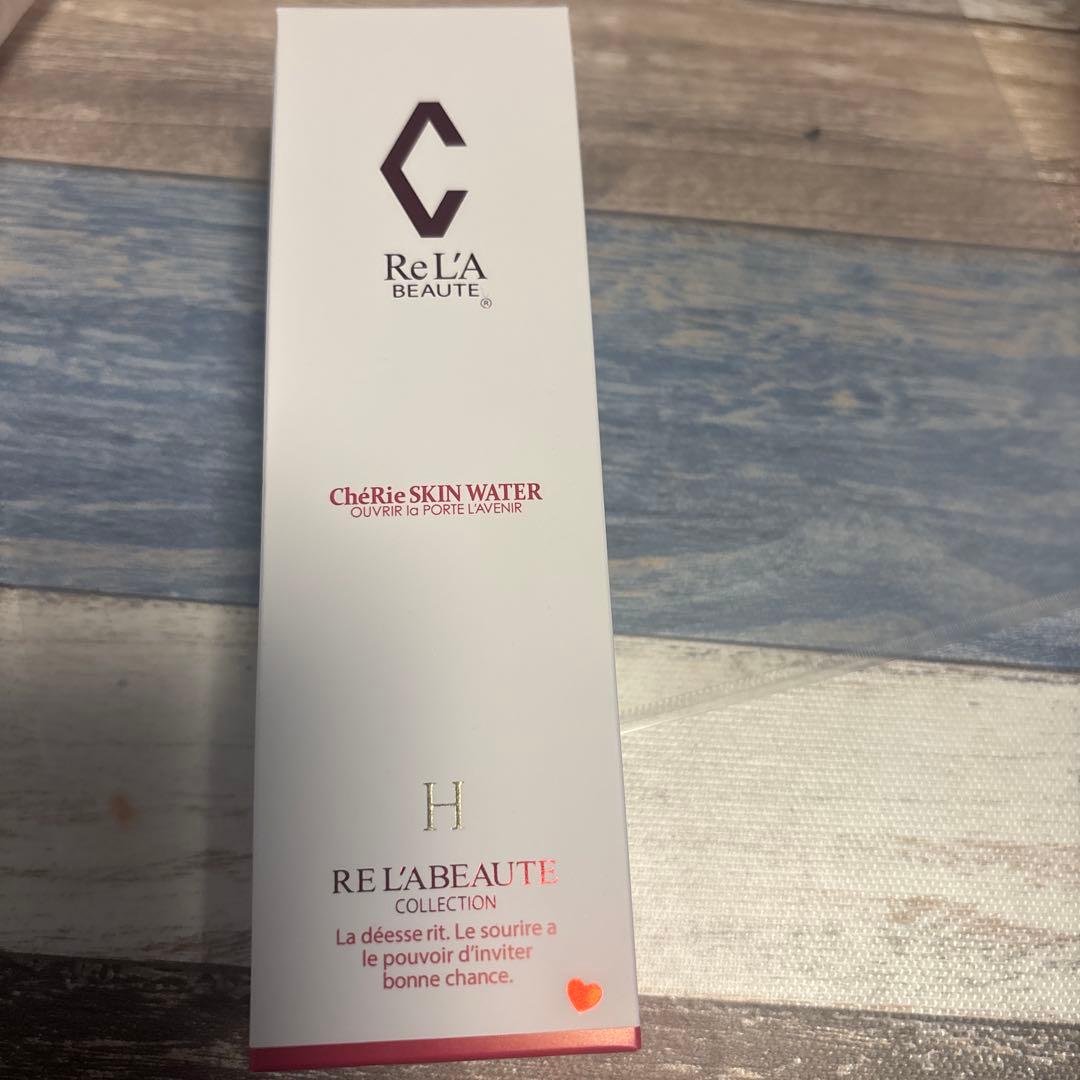 C
ReL'A
BEAUTE®
ChéRie SKIN WATER
OUVRIR la PORTE L'AVENIR
H
RE L'ABEAUTE
COLLECTION
La déesse rit. Le sourire a
le pouvoir d'inviter
bonne chance.